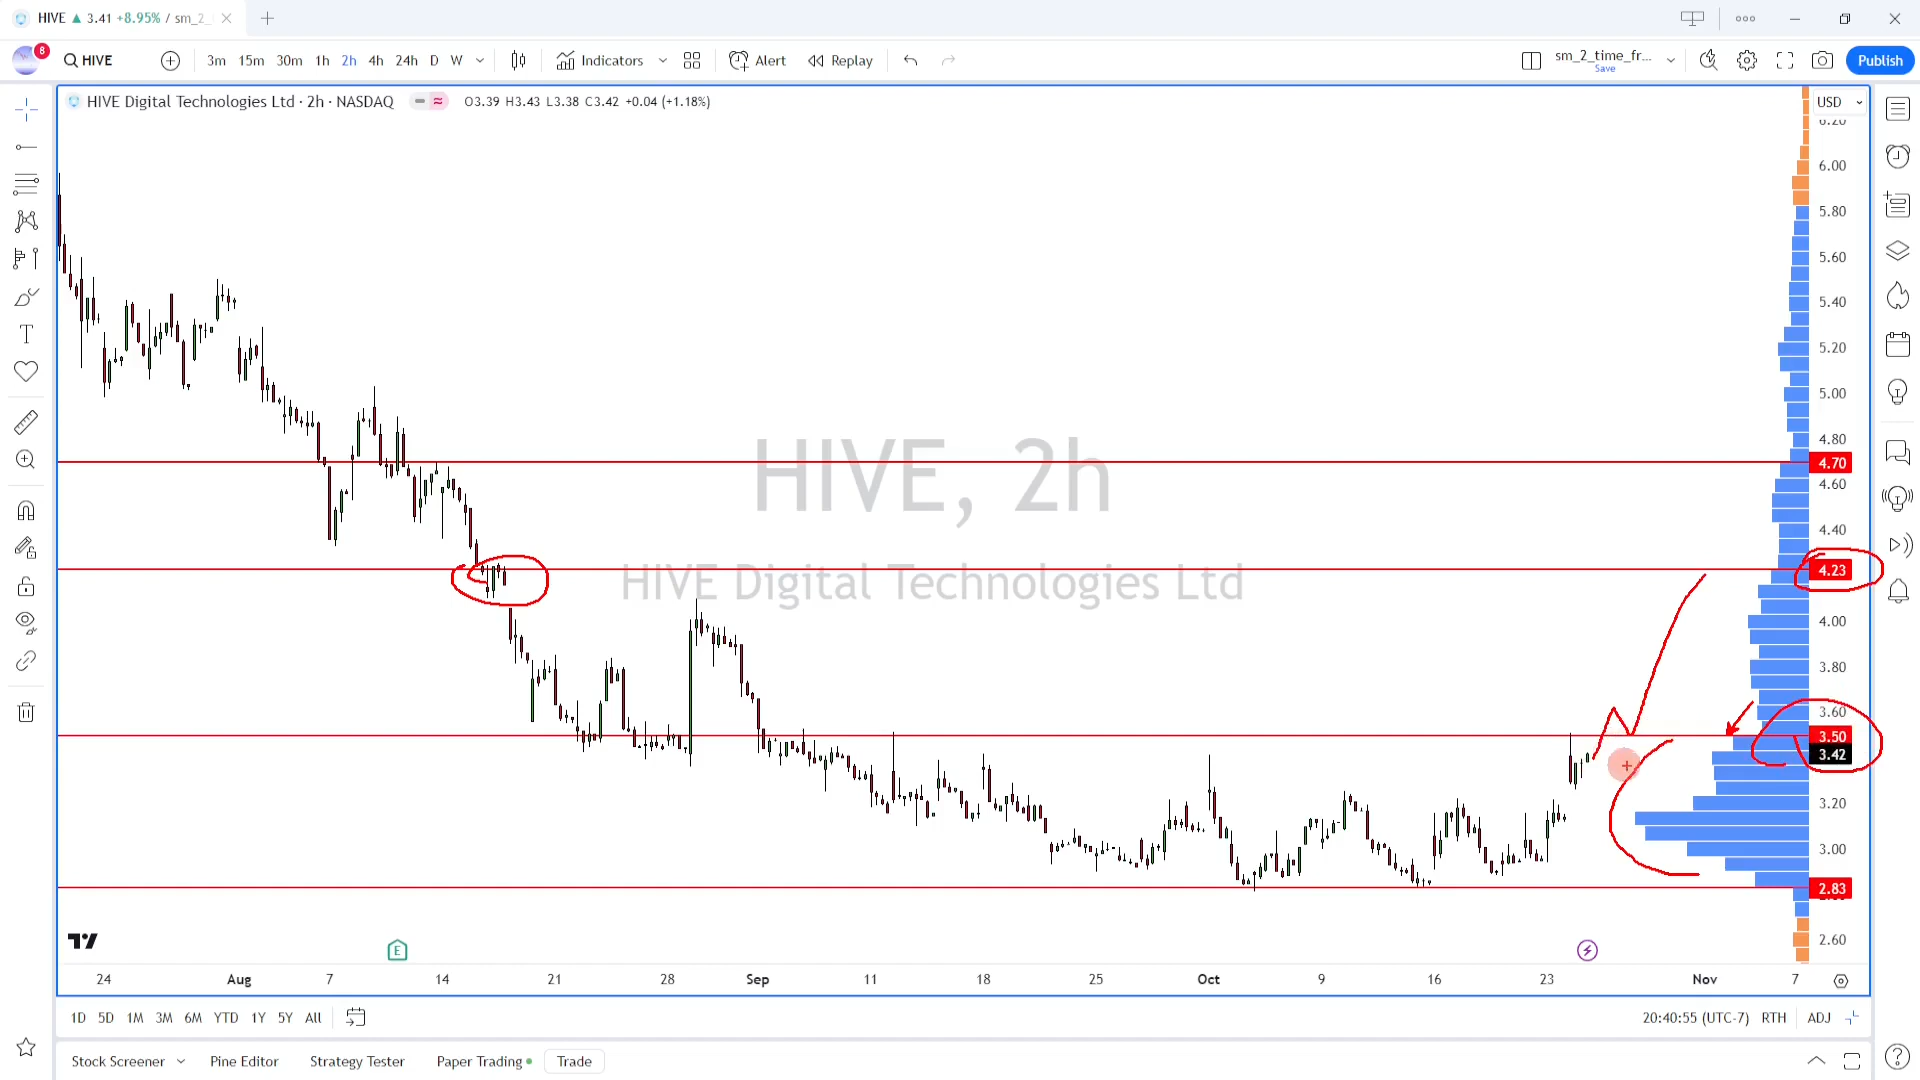 HIVE ▲ 3.41 +8.95% / sm_2_
8 HIVE 3m 15m 30m 1h 2h 4h 24h D W Indicators Alert Replay sm_2_time_fr... Save Publish
HIVE Digital Technologies Ltd · 2h · NASDAQ O3.39 H3.43 L3.38 C3.42 +0.04 (+1.18%)
USD
6.20
6.00
5.80
5.60
5.40
5.20
5.00
4.80
4.70
4.60
4.40
4.23
4.00
3.80
3.60
3.50
3.42
3.20
3.00
2.83
2.60
HIVE, 2h
HIVE Digital Technologies Ltd
E
24 Aug 7 14 21 28 Sep 11 18 25 Oct 9 16 23 Nov 7
1D 5D 1M 3M 6M YTD 1Y 5Y All 20:40:55 (UTC-7) RTH ADJ
Stock Screener Pine Editor Strategy Tester Paper Trading Trade